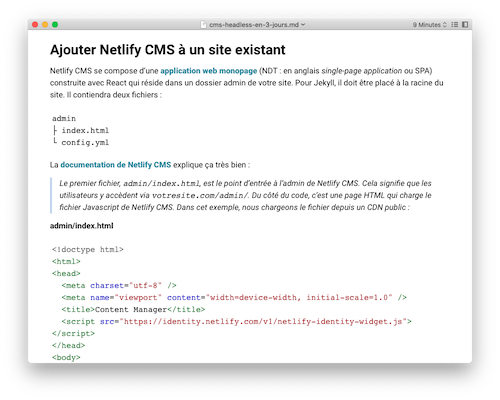 cms-headless-en-3-jours.md
9 Minutes
Ajouter Netlify CMS à un site existant
Netlify CMS se compose d'une application web monopage (NDT : en anglais single-page application ou SPA)
construite avec React qui réside dans un dossier admin de votre site. Pour Jekyll, il doit être placé à la racine du
site. Il contiendra deux fichiers :
admin
├ index.html
└ config.yml
La documentation de Netlify CMS explique ça très bien :
Le premier fichier, admin/index.html, est le point d'entrée à l'admin de Netlify CMS. Cela signifie que les
utilisateurs y accèdent via votresite.com/admin/. Du côté du code, c'est une page HTML qui charge le
fichier Javascript de Netlify CMS. Dans cet exemple, nous chargeons le fichier depuis un CDN public :
admin/index.html
<!doctype html>
<html>
<head>
<meta charset="utf-8" />
<meta name="viewport" content="width=device-width, initial-scale=1.0" />
<title>Content Manager</title>
<script src="https://identity.netlify.com/v1/netlify-identity-widget.js">
</script>
</head>
<body>